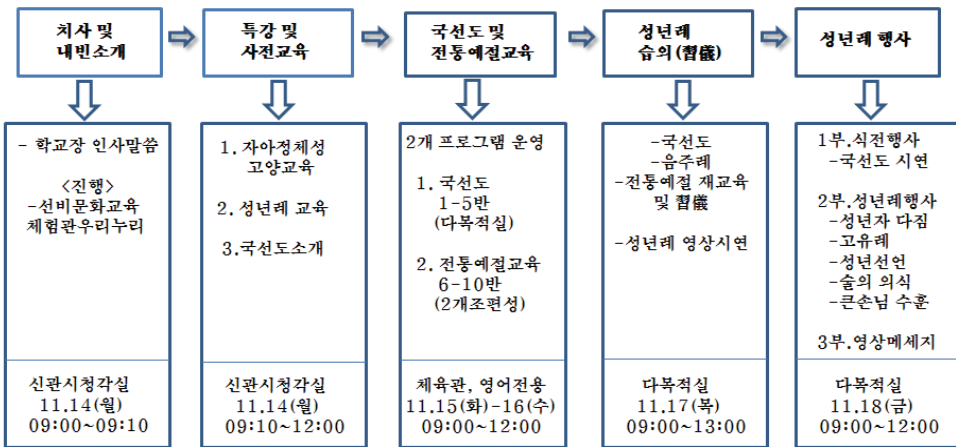 치사 및
내빈소개
특강 및
사전교육
국선도 및
전통예절교육
성년례
습의(習儀)
성년례 행사
- 학교장 인사말씀
<진행>
-선비문화교육
체험관우리누리
신관시청각실
11.14(월)
09:00~09:10
1.자아정체성
고양교육
2.성년례 교육
3.국선도소개
신관시청각실
11.14(월)
09:10~12:00
2개 프로그램 운영
1. 국선도
1-5반
(다복적실)
2. 전통예절교육
6-10반
(2개조편성)
체육관, 영어전용
11.15(화)-16(수)
09:00~12:00
-국선도
-음주례
-전통예절 재교육
및 習儀
-성년례 영상시연
다복적실
11.17(목)
09:00~13:00
1부.식전행사
-국선도 시연
2부.성년례행사
-성년자 다짐
-고유례
-성년선언
-술의 의식
-큰손님 수훈
3부.영상메세지
다복적실
11.18(금)
09:00~12:00